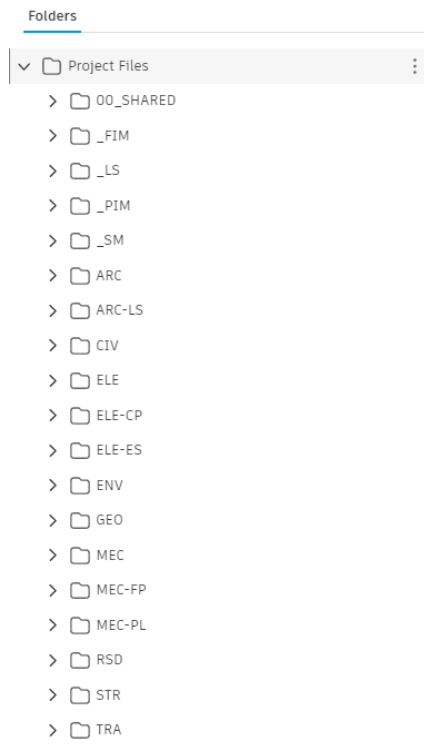 Folders
Project Files
00_SHARED
_FIM
_LS
_PIM
_SM
ARC
ARC-LS
CIV
ELE
ELE-CP
ELE-ES
ENV
GEO
MEC
MEC-FP
MEC-PL
RSD
STR
TRA